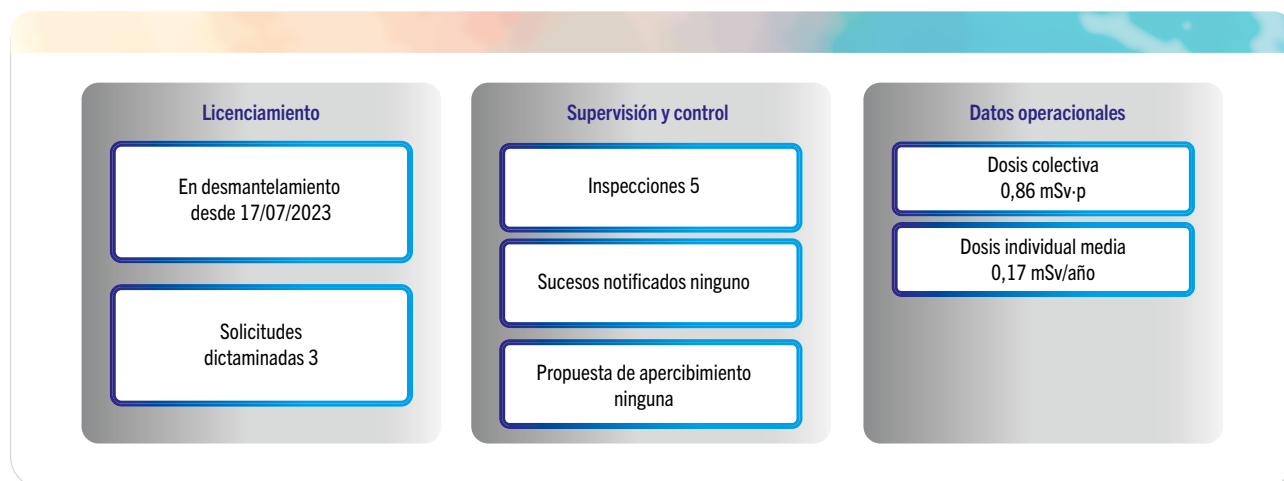 Licenciamiento
En desmantelamiento
desde 17/07/2023
Solicitudes
dictaminadas 3
Supervisión y control
Inspecciones 5
Sucesos notificados ninguno
Propuesta de apercibimiento
ninguna
Datos operacionales
Dosis colectiva
0,86 mSv·p
Dosis individual media
0,17 mSv/año